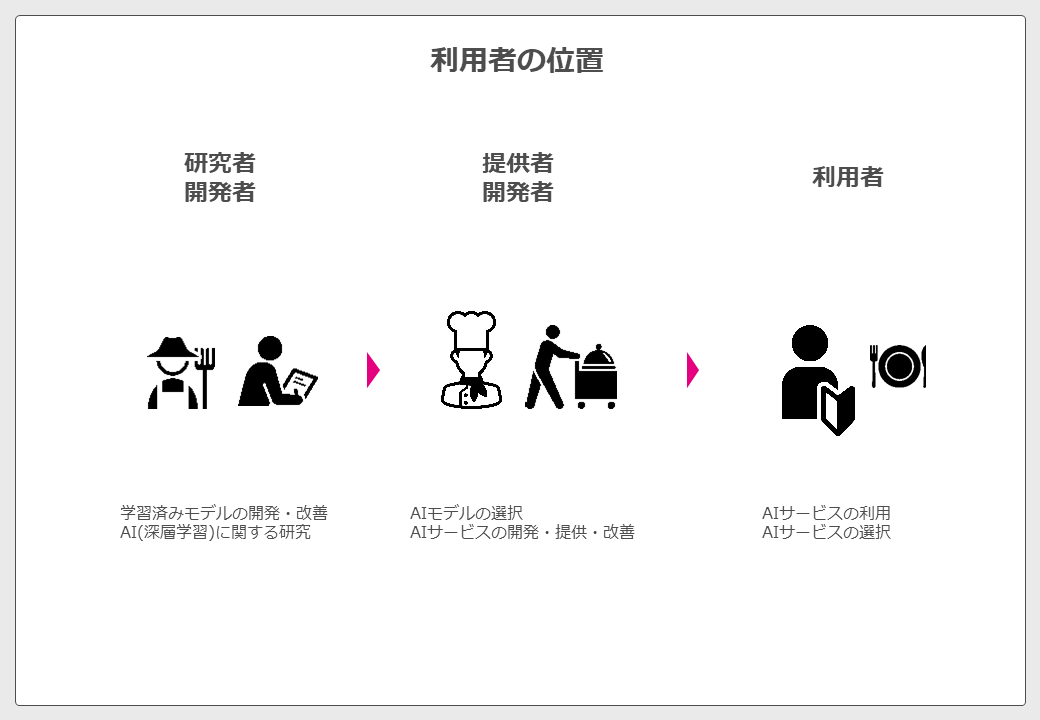 利用者の位置
研究者
開発者
提供者
開発者
利用者
学習済みモデルの開発・改善
AI(深層学習)に関する研究
AIモデルの選択
AIサービスの開発・提供・改善
AIサービスの利用
AIサービスの選択